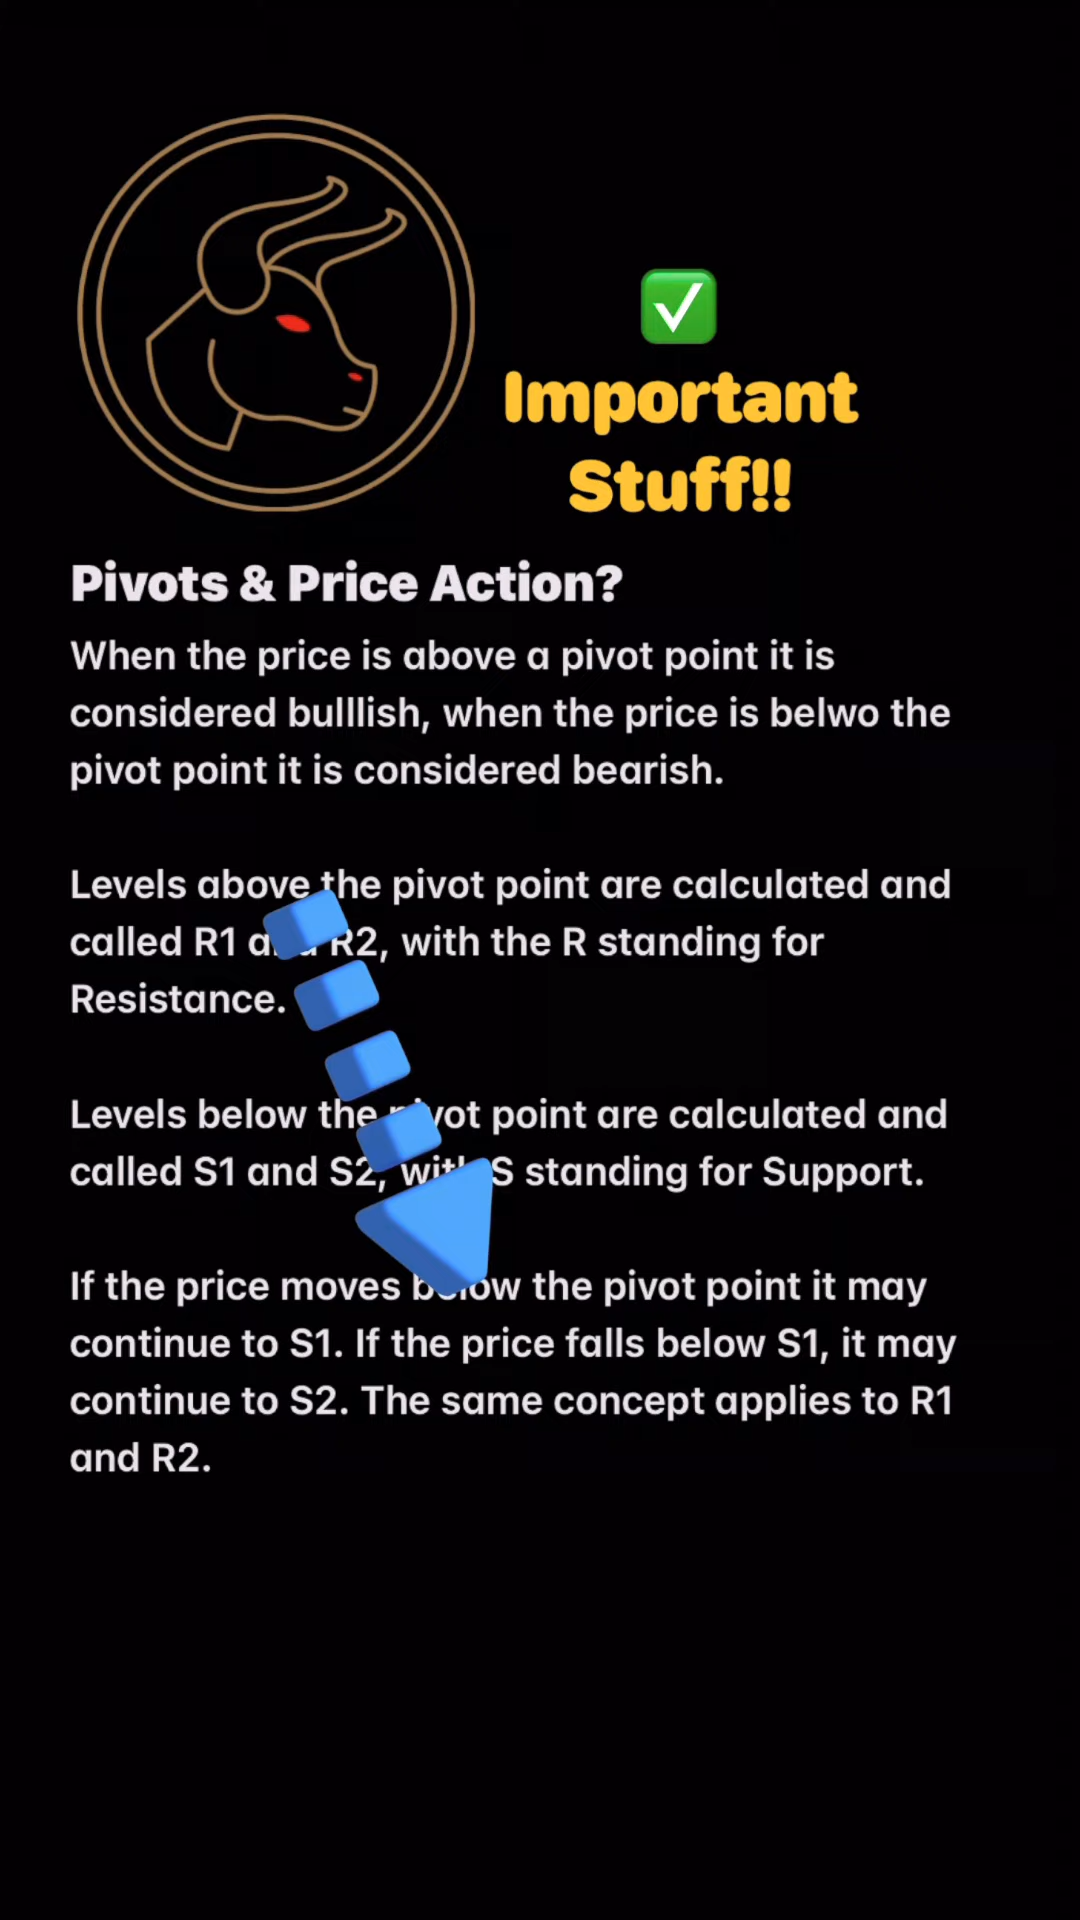 Important
Stuff!!
Pivots & Price Action?
When the price is above a pivot point it is
considered bulllish, when the price is belwo the
pivot point it is considered bearish.
Levels above the pivot point are calculated and
called R1 and R2, with the R standing for
Resistance.
Levels below the pivot point are calculated and
called S1 and S2, with S standing for Support.
If the price moves below the pivot point it may
continue to S1. If the price falls below S1, it may
continue to S2. The same concept applies to R1
and R2.